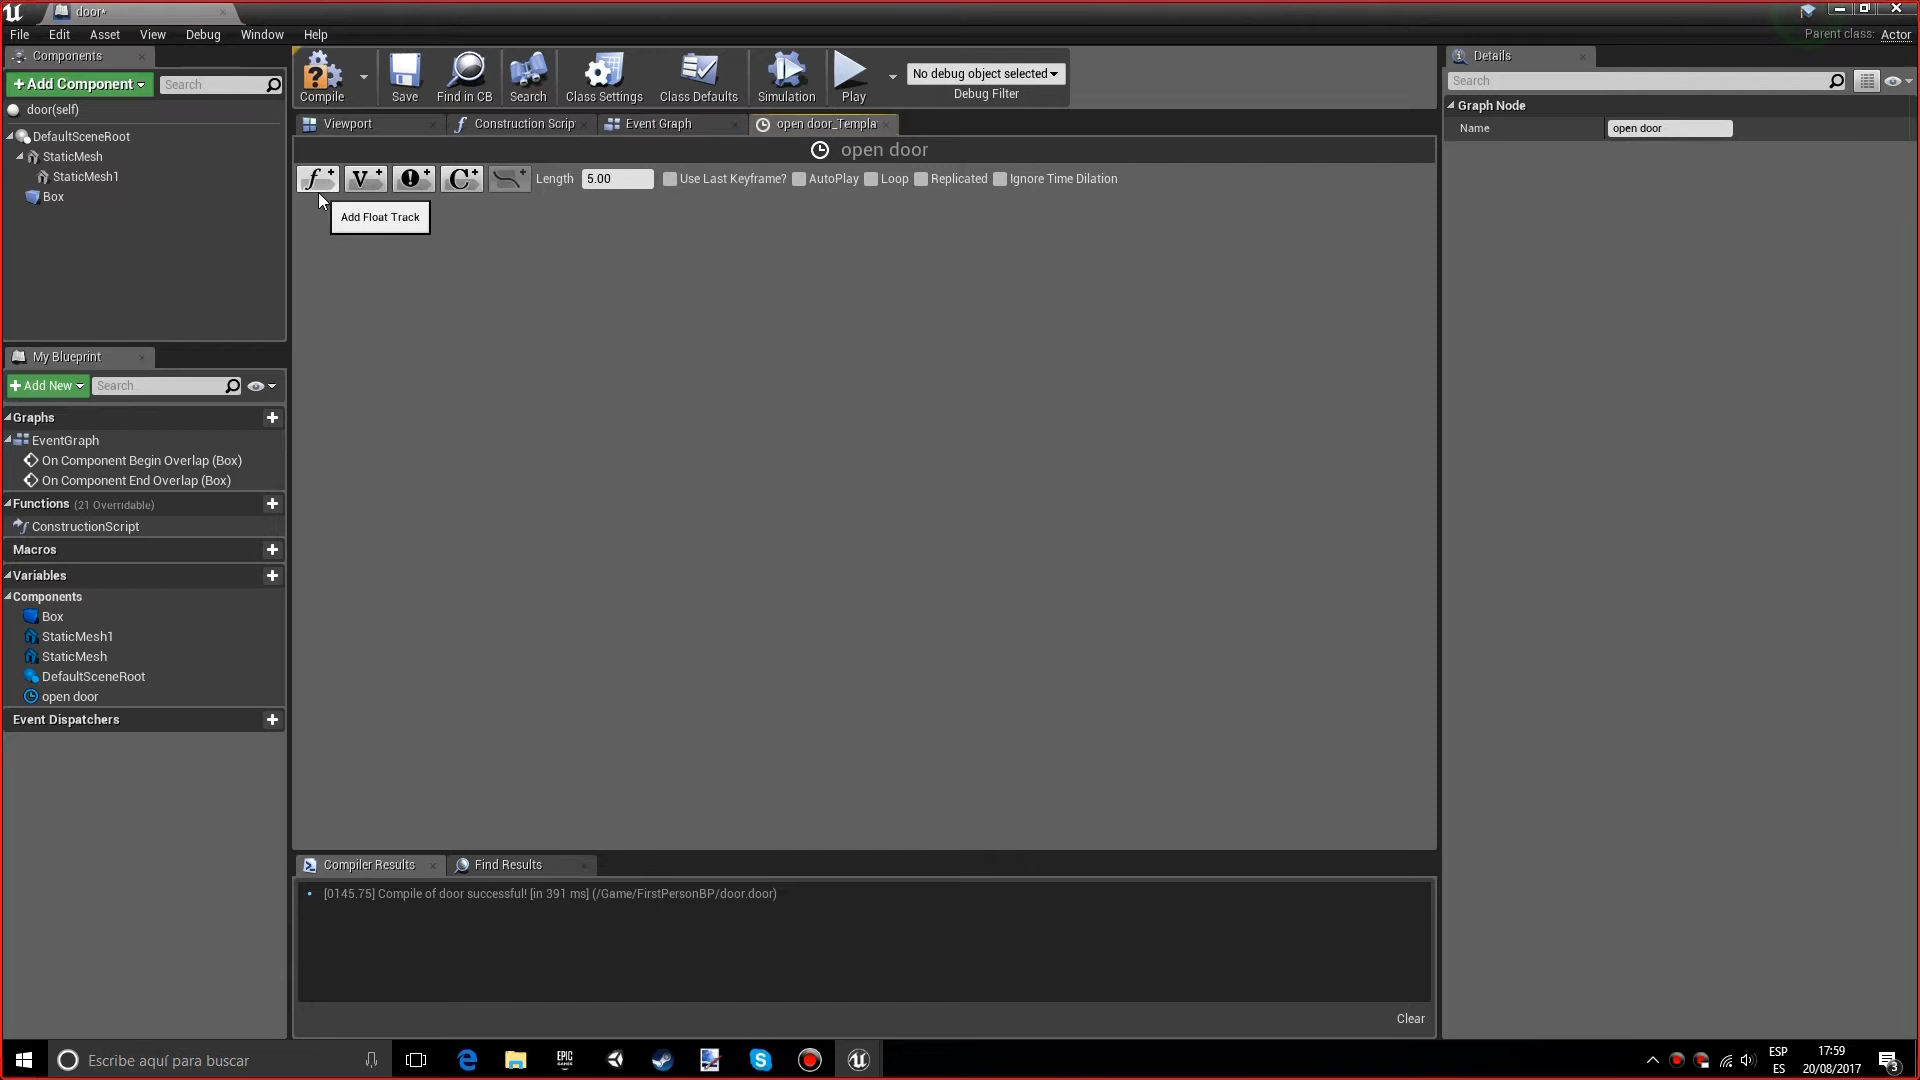 door*
File Edit Asset View Debug Window Help
Parent class: Actor
Components
+ Add Component Search
door(self)
DefaultSceneRoot
StaticMesh
StaticMesh1
Box
Compile Save Find in CB Search Class Settings Class Defaults Simulation Play
No debug object selected
Debug Filter
Viewport Construction Scrip Event Graph open door_Templa
open door
f+ V+ !+ C+ Length 5.00 Use Last Keyframe? AutoPlay Loop Replicated Ignore Time Dilation
Add Float Track
My Blueprint
+ Add New Search
Graphs
EventGraph
On Component Begin Overlap (Box)
On Component End Overlap (Box)
Functions (21 Overridable)
ConstructionScript
Macros
Variables
Components
Box
StaticMesh1
StaticMesh
DefaultSceneRoot
open door
Event Dispatchers
Compiler Results Find Results
[0145.75] Compile of door successful! [in 391 ms] (/Game/FirstPersonBP/door.door)
Clear
Details
Search
Graph Node
Name open door
Escribe aquí para buscar
EPIC GAMES
ESP
ES
17:59
20/08/2017
3